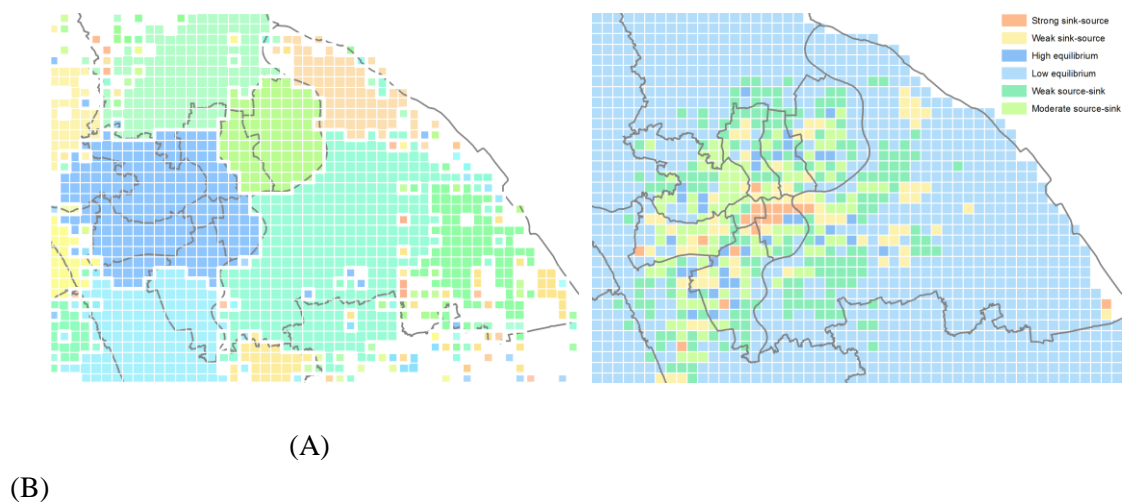 Strong sink-source
Weak sink-source
High equilibrium
Low equilibrium
Weak source-sink
Moderate source-sink
(A)
(B)